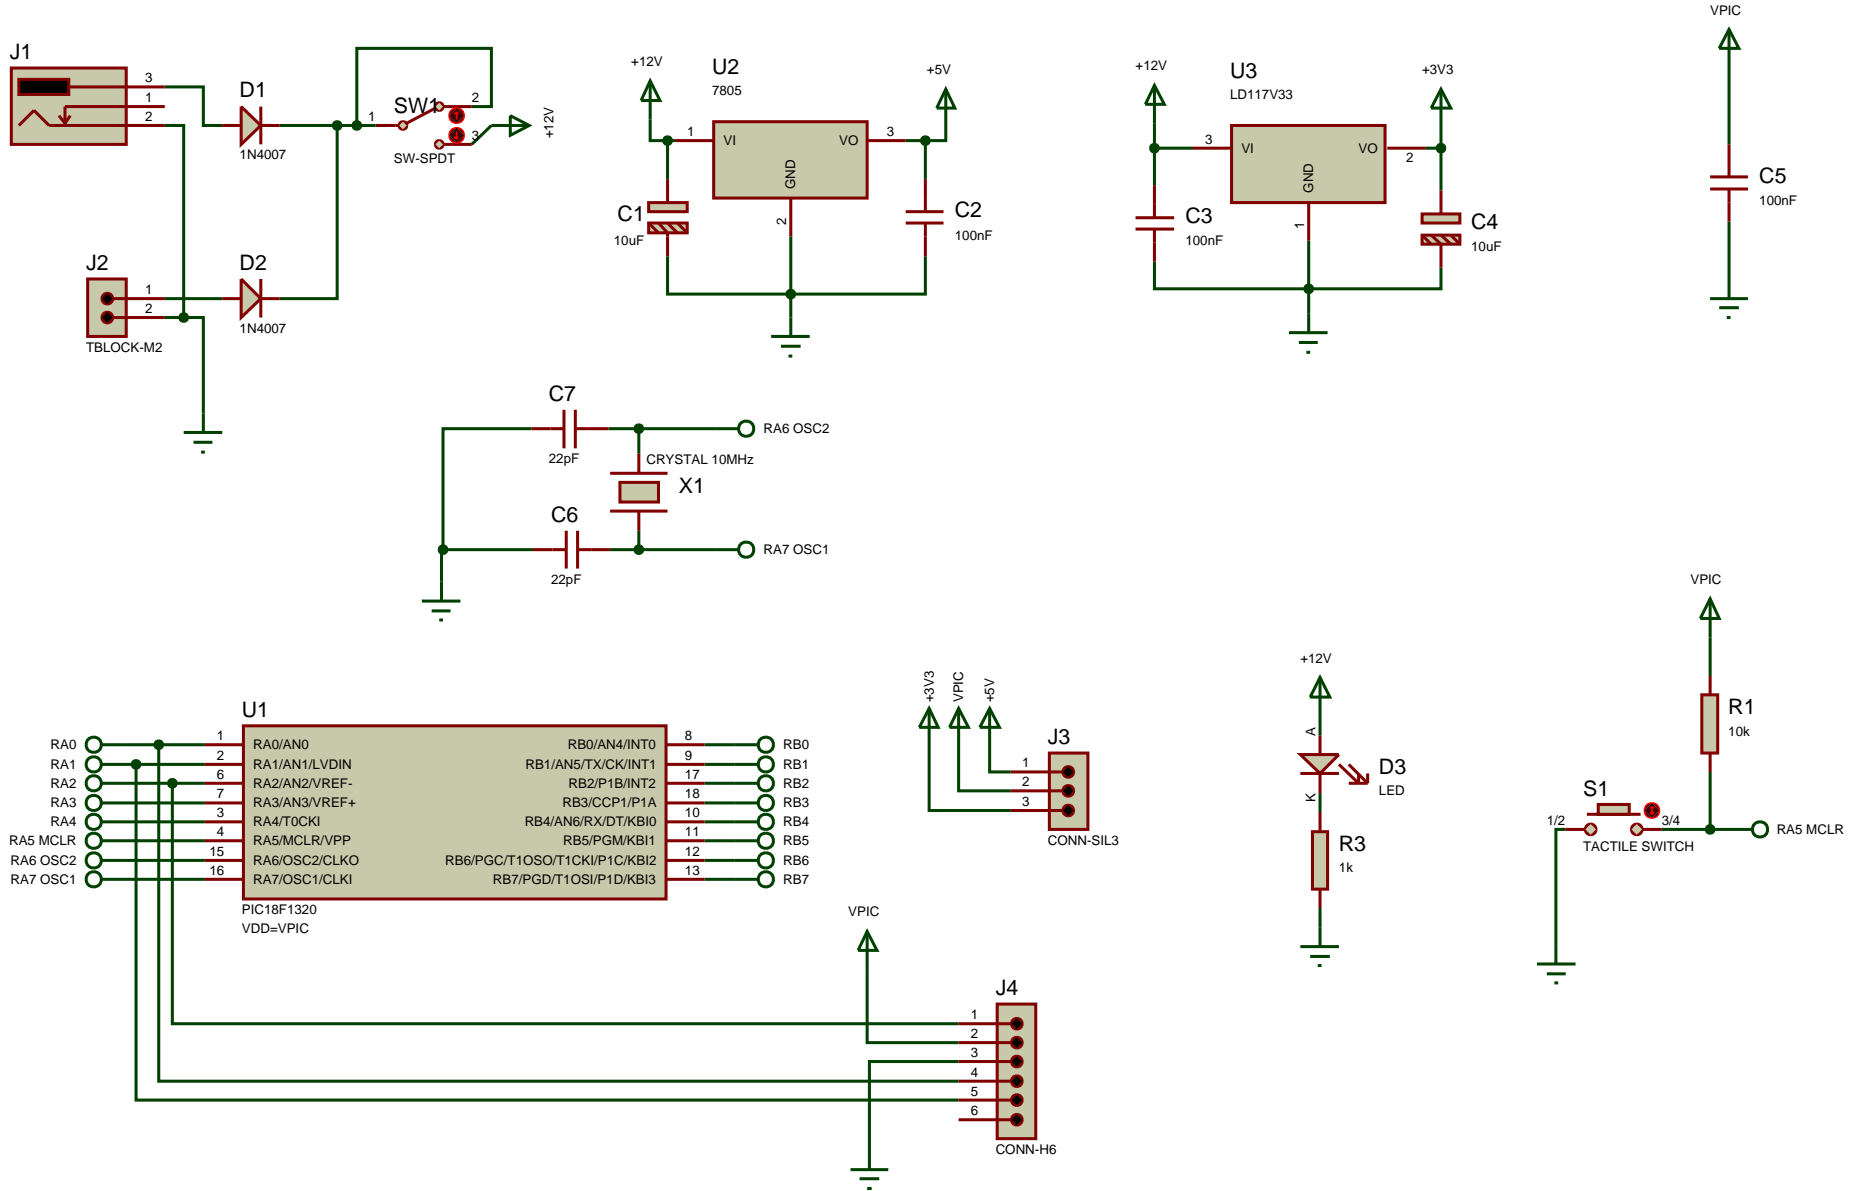 J1
3
1
2
D1
1N4007
1
SW1
2
3
SW-SPDT
+12V
J2
1
2
TBLOCK-M2
D2
1N4007
+12V
U2
7805
+5V
1
VI
VO
3
GND
2
C1
10uF
C2
100nF
+12V
U3
LD117V33
+3V3
3
VI
VO
2
GND
1
C3
100nF
C4
10uF
VPIC
C5
100nF
C7
22pF
RA6 OSC2
CRYSTAL 10MHz
X1
C6
22pF
RA7 OSC1
U1
RA0
1
RA0/AN0
RB0/AN4/INT0
8
RB0
RA1
2
RA1/AN1/LVDIN
RB1/AN5/TX/CK/INT1
9
RB1
RA2
6
RA2/AN2/VREF-
RB2/P1B/INT2
17
RB2
RA3
7
RA3/AN3/VREF+
RB3/CCP1/P1A
18
RB3
RA4
3
RA4/T0CKI
RB4/AN6/RX/DT/KBI0
10
RB4
RA5 MCLR
4
RA5/MCLR/VPP
RB5/PGM/KBI1
11
RB5
RA6 OSC2
15
RA6/OSC2/CLKO
RB6/PGC/T1OSO/T1CKI/P1C/KBI2
12
RB6
RA7 OSC1
16
RA7/OSC1/CLKI
RB7/PGD/T1OSI/P1D/KBI3
13
RB7
PIC18F1320
VDD=VPIC
+3V3
VPIC
+5V
J3
1
2
3
CONN-SIL3
VPIC
J4
1
2
3
4
5
6
CONN-H6
+12V
A
D3
LED
K
R3
1k
VPIC
R1
10k
S1
1/2
3/4
TACTILE SWITCH
RA5 MCLR